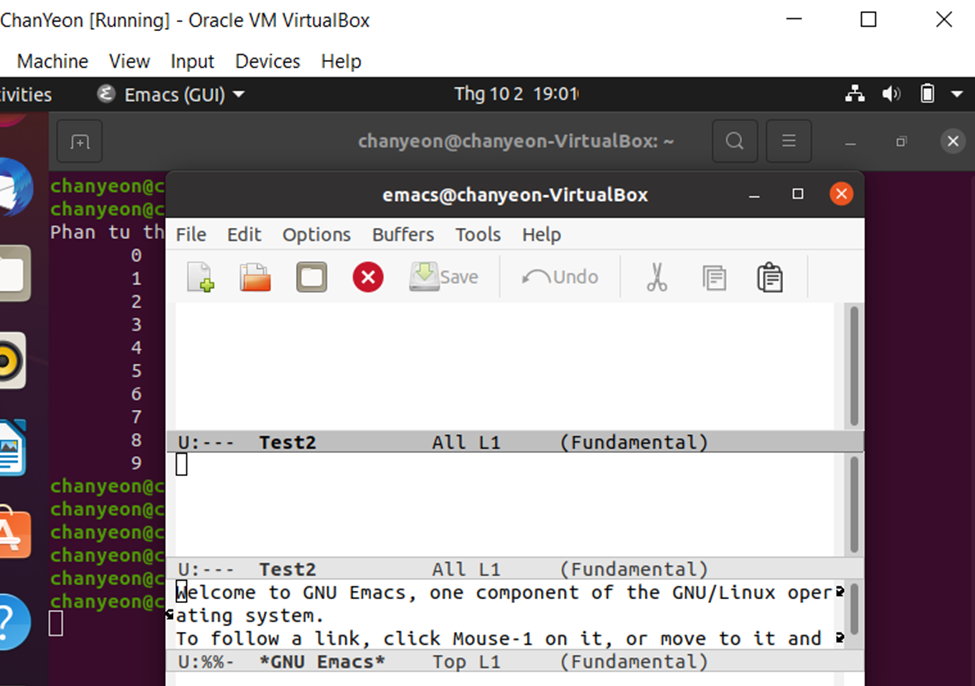 ChanYeon [Running] - Oracle VM VirtualBox
Machine View Input Devices Help
ivities Emacs (GUI) Thg 10 2 19:01
chanyeon@chanyeon-VirtualBox: ~
chanyeon@c
chanyeon@c
Phan tu th
0
1
2
3
4
5
6
7
8
9
chanyeon@c
chanyeon@c
chanyeon@c
chanyeon@c
chanyeon@c
chanyeon@c
emacs@chanyeon-VirtualBox
File Edit Options Buffers Tools Help
Save Undo
U:--- Test2 All L1 (Fundamental)
U:--- Test2 All L1 (Fundamental)
Welcome to GNU Emacs, one component of the GNU/Linux oper
ating system.
To follow a link, click Mouse-1 on it, or move to it and
U:%%- *GNU Emacs* Top L1 (Fundamental)